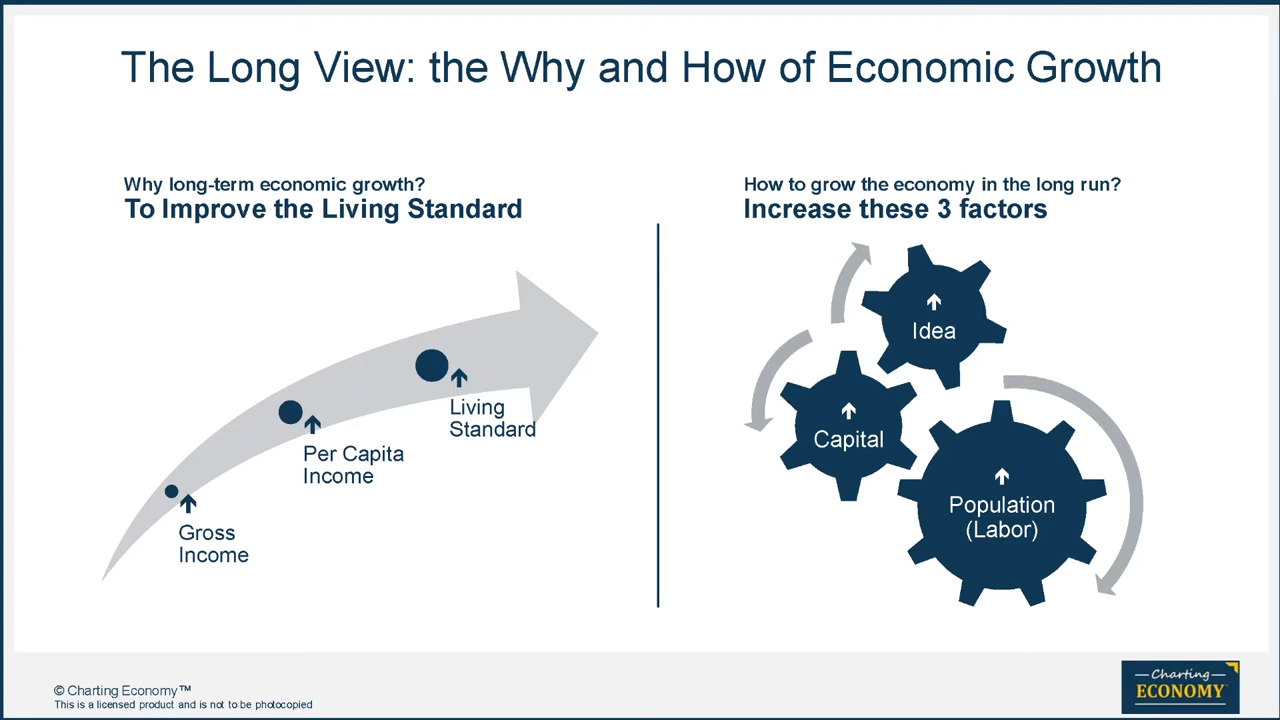 The Long View: the Why and How of Economic Growth
Why long-term economic growth?
To Improve the Living Standard
Gross
Income
Per Capita
Income
Living
Standard
How to grow the economy in the long run?
Increase these 3 factors
Idea
Capital
Population
(Labor)
© Charting Economy™
This is a licensed product and is not to be photocopied
Charting
ECONOMY